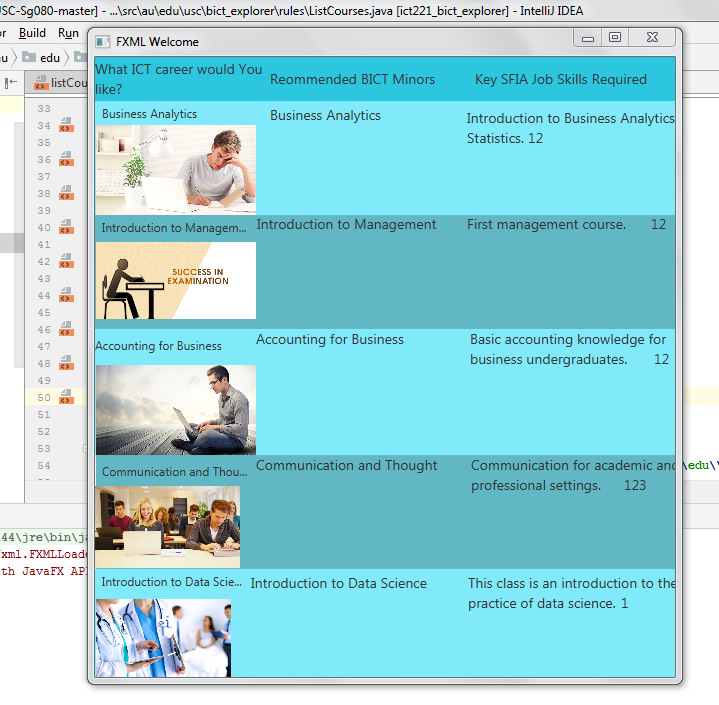 JSC-Sg080-master] - ...\src\au\edu\usc\bict_explorer\rules\ListCourses.java [ict221_bict_explorer] - IntelliJ IDEA
Build Run
edu
listCou
FXML Welcome
What ICT career would You like?
Reommended BICT Minors
Key SFIA Job Skills Required
Business Analytics
Business Analytics
Introduction to Business Analytics
Statistics. 12
Introduction to Managem...
Introduction to Management
First management course. 12
SUCCESS IN
EXAMINATION
Accounting for Business
Accounting for Business
Basic accounting knowledge for
business undergraduates. 12
Communication and Thou...
Communication and Thought
Communication for academic and
professional settings. 123
Introduction to Data Scie...
Introduction to Data Science
This class is an introduction to the
practice of data science. 1
33
34
35
36
37
38
39
40
41
42
43
44
45
46
47
48
49
50
51
52
53
54
\edu\
44\jre\bin\ja
xml.FXMLLoade
th JavaFX AP